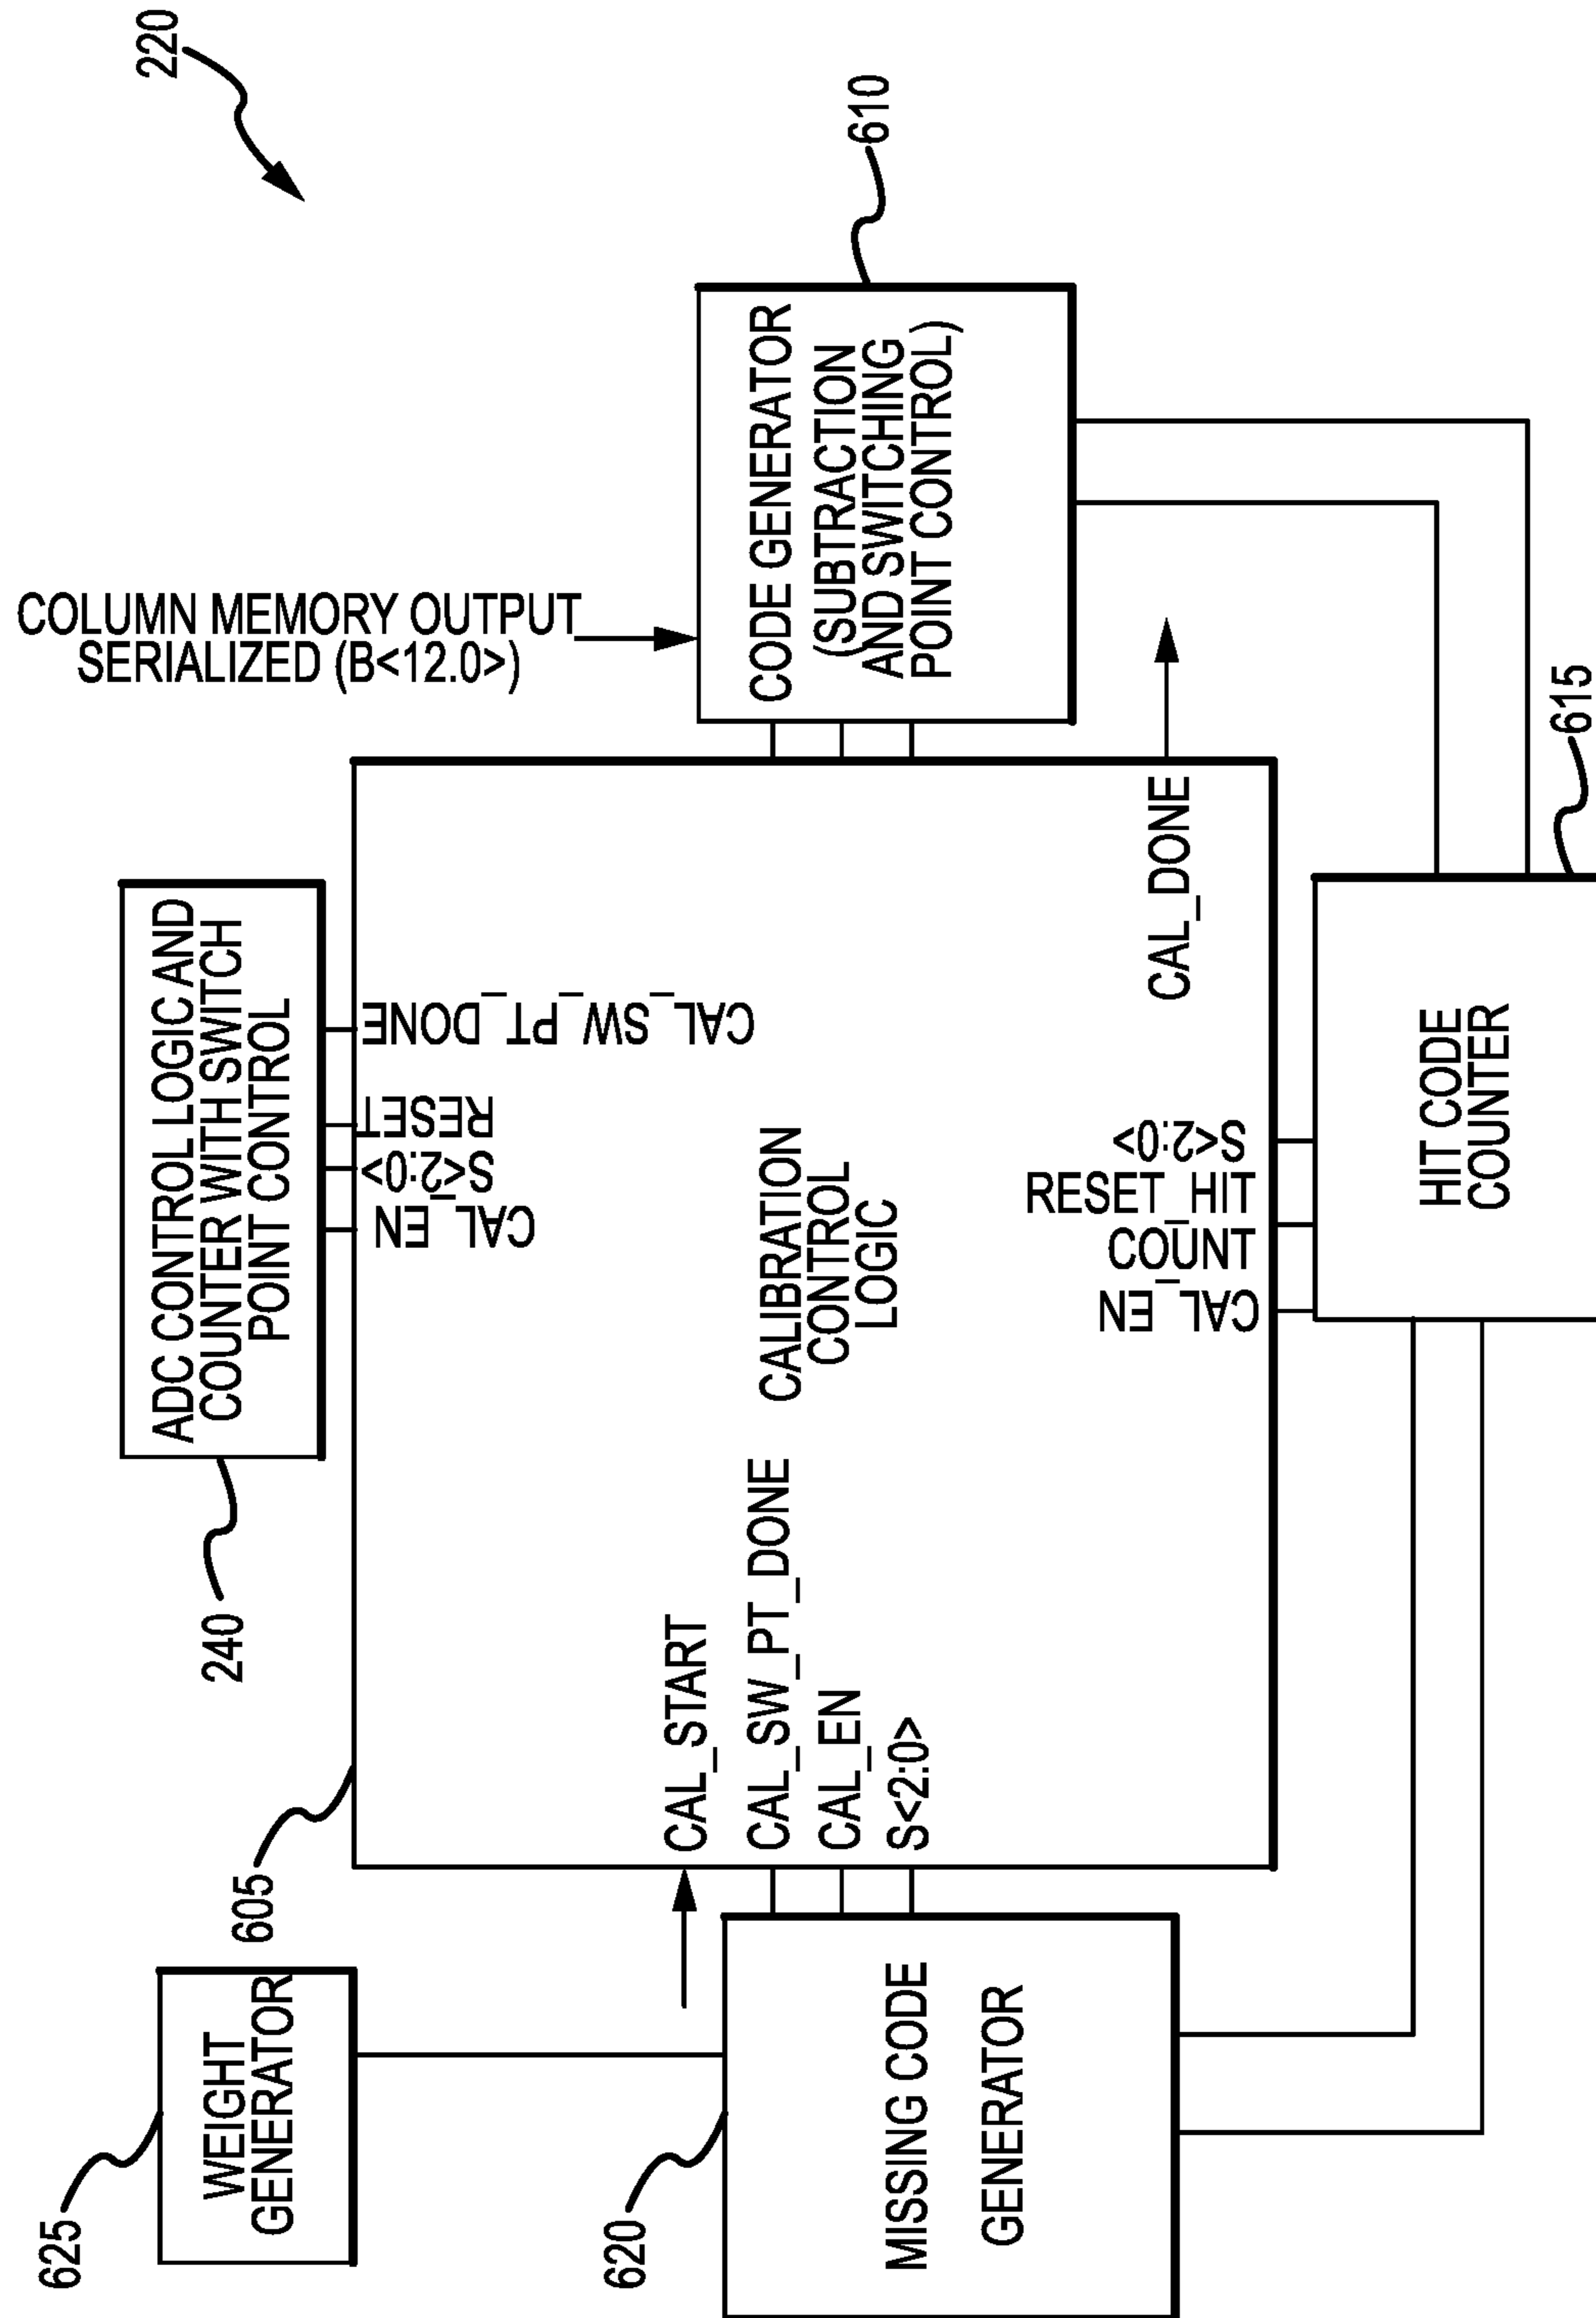 220
COLUMN MEMORY OUTPUT
SERIALIZED (B<12.0>)
610
CODE GENERATOR
(SUBTRACTION
AND SWITCHING
POINT CONTROL)
ADC CONTROL LOGIC AND
COUNTER WITH SWITCH
POINT CONTROL
240
CAL_SW_PT_DONE
RESET
S<2:0>
CAL_EN
605
CAL_START
CAL_SW_PT_DONE
CAL_EN
S<2:0>
CALIBRATION
CONTROL
LOGIC
CAL_DONE
S<2:0>
RESET_HIT
COUNT
CAL_EN
HIT CODE
COUNTER
615
WEIGHT
GENERATOR
625
MISSING CODE
GENERATOR
620